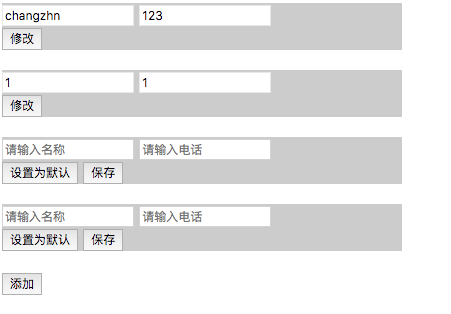 changzhn 123
修改
1 1
修改
请输入名称 请输入电话
设置为默认 保存
请输入名称 请输入电话
设置为默认 保存
添加